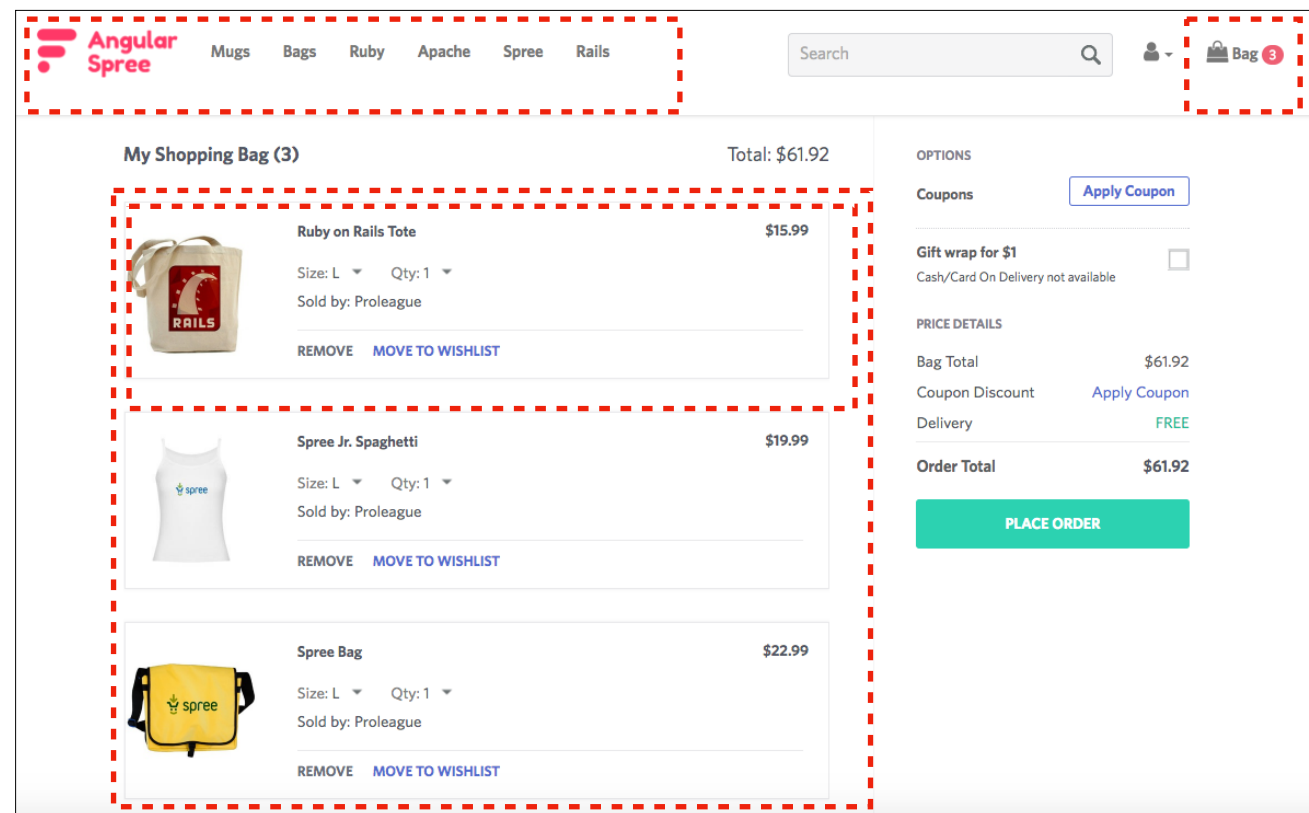 Angular
Spree
Mugs Bags Ruby Apache Spree Rails
Search
Bag 3
My Shopping Bag (3) Total: $61.92
Ruby on Rails Tote $15.99
Size: L Qty: 1
Sold by: Proleague
REMOVE MOVE TO WISHLIST
RAILS
Spree Jr. Spaghetti $19.99
Size: L Qty: 1
Sold by: Proleague
REMOVE MOVE TO WISHLIST
spree
Spree Bag $22.99
Size: L Qty: 1
Sold by: Proleague
REMOVE MOVE TO WISHLIST
spree
OPTIONS
Coupons Apply Coupon
Gift wrap for $1
Cash/Card On Delivery not available
PRICE DETAILS
Bag Total $61.92
Coupon Discount Apply Coupon
Delivery FREE
Order Total $61.92
PLACE ORDER